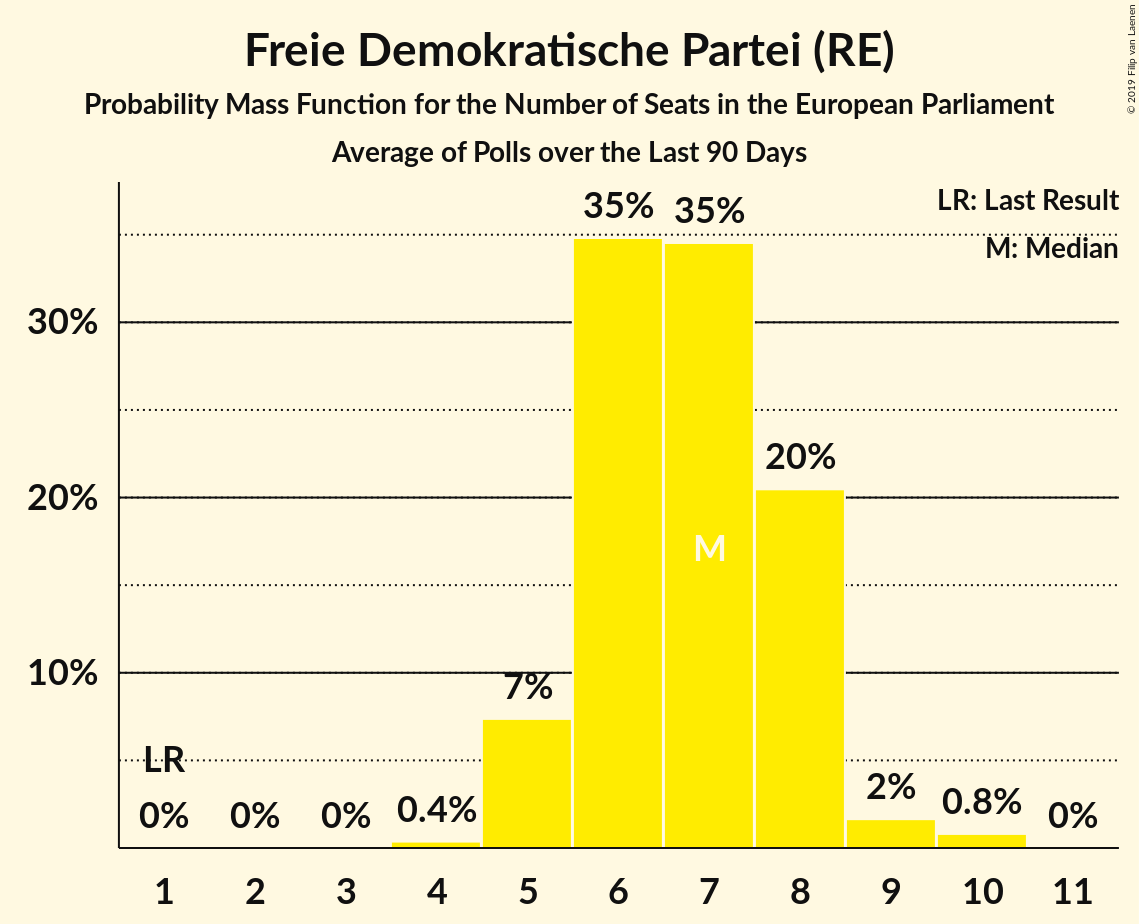 Freie Demokratische Partei (RE)
Probability Mass Function for the Number of Seats in the European Parliament
Average of Polls over the Last 90 Days
© 2019 Filip van Laenen
LR: Last Result
M: Median
35% 35%
30%
20%
20%
M
10%
7%
LR
0% 0% 0% 0.4% 2% 0.8% 0%
1 2 3 4 5 6 7 8 9 10 11